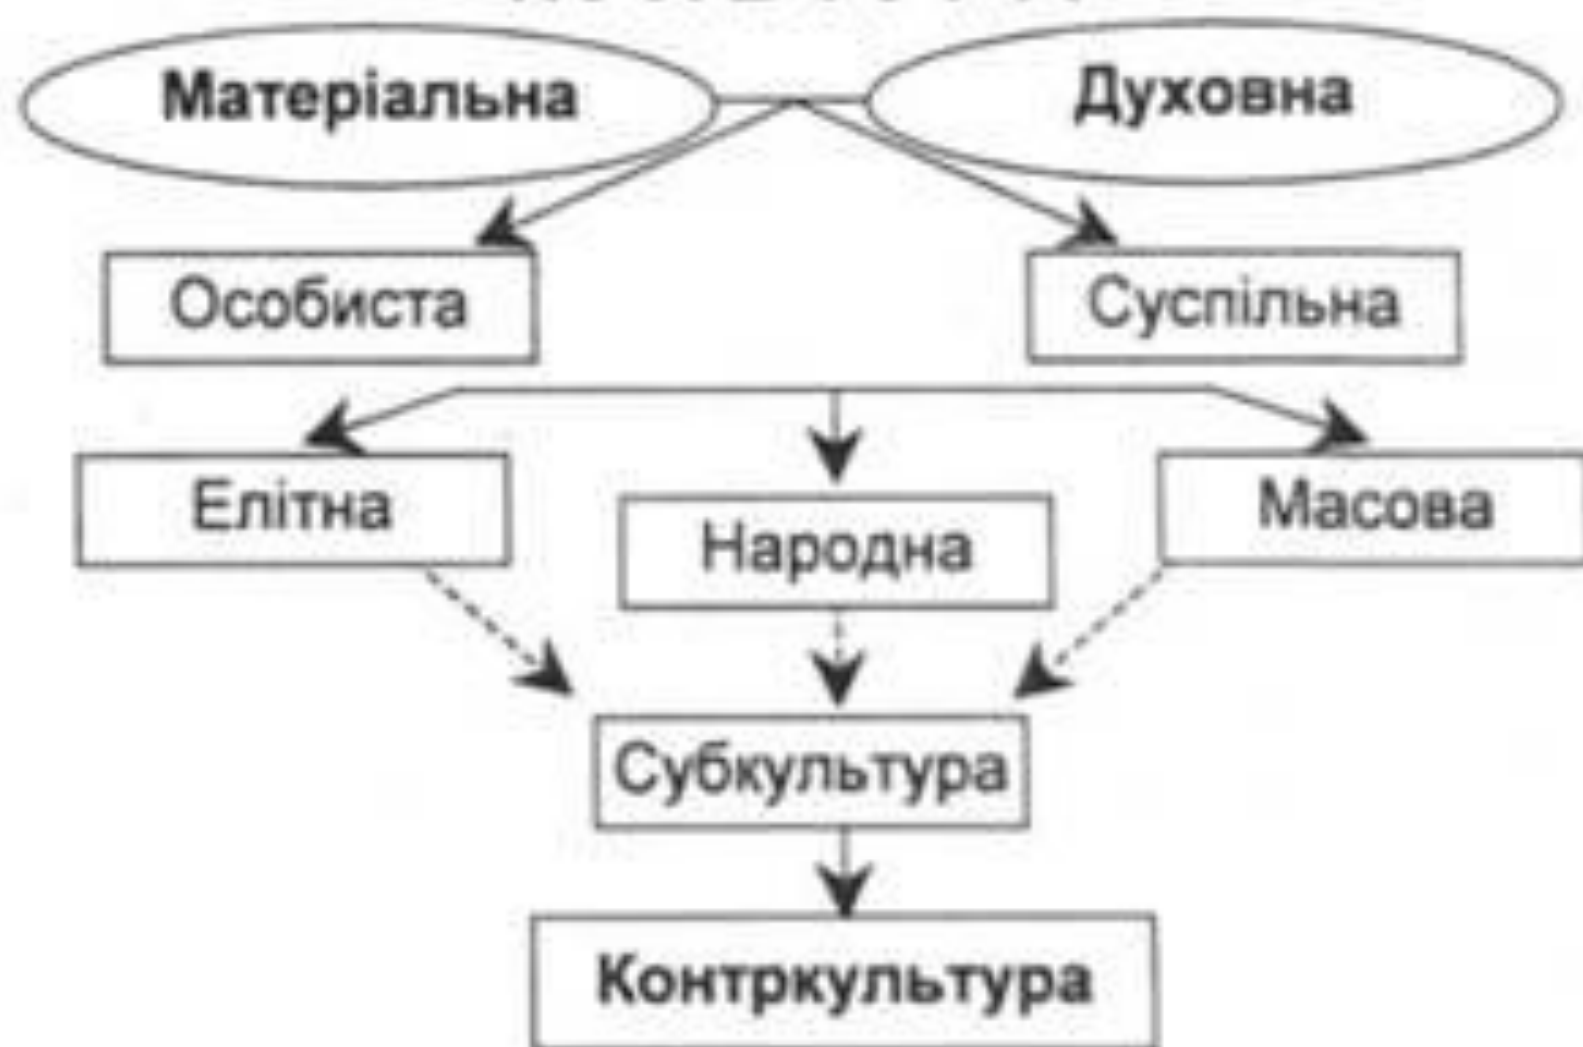 Матеріальна Духовна
Особиста Суспільна
Елітна Народна Масова
Субкультура
Контркультура